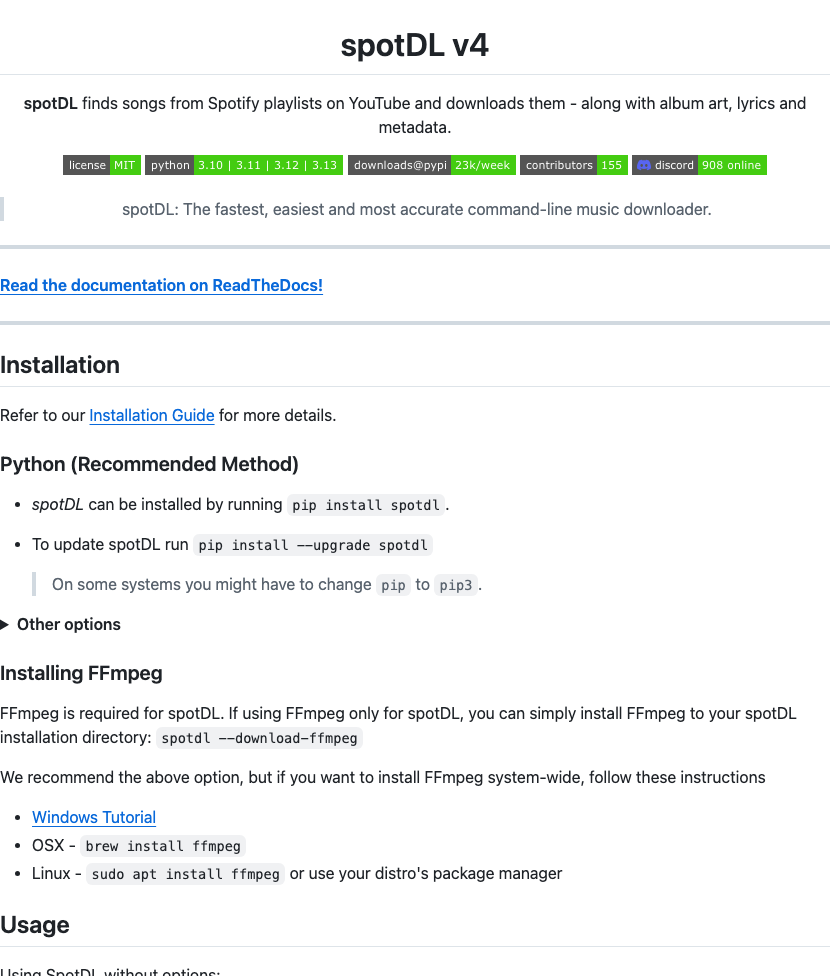 spotDL v4
spotDL finds songs from Spotify playlists on YouTube and downloads them - along with album art, lyrics and
metadata.
license MIT python 3.10 | 3.11 | 3.12 | 3.13 downloads@pypi 23k/week contributors 155 discord 908 online
spotDL: The fastest, easiest and most accurate command-line music downloader.
Read the documentation on ReadTheDocs!
Installation
Refer to our Installation Guide for more details.
Python (Recommended Method)
• spotDL can be installed by running pip install spotdl.
• To update spotDL run pip install --upgrade spotdl
On some systems you might have to change pip to pip3.
Other options
Installing FFmpeg
FFmpeg is required for spotDL. If using FFmpeg only for spotDL, you can simply install FFmpeg to your spotDL
installation directory: spotdl --download-ffmpeg
We recommend the above option, but if you want to install FFmpeg system-wide, follow these instructions
• Windows Tutorial
• OSX - brew install ffmpeg
• Linux - sudo apt install ffmpeg or use your distro's package manager
Usage
Using SpotDL without options: